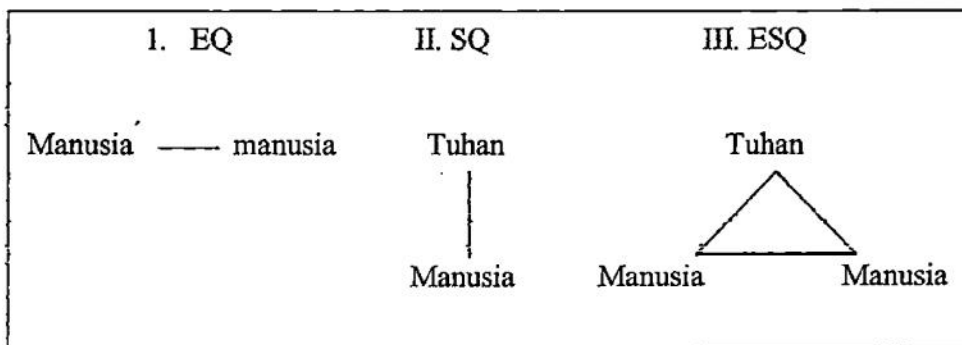 1. EQ II. SQ III. ESQ
Manusia — manusia Tuhan Tuhan
Manusia Manusia Manusia